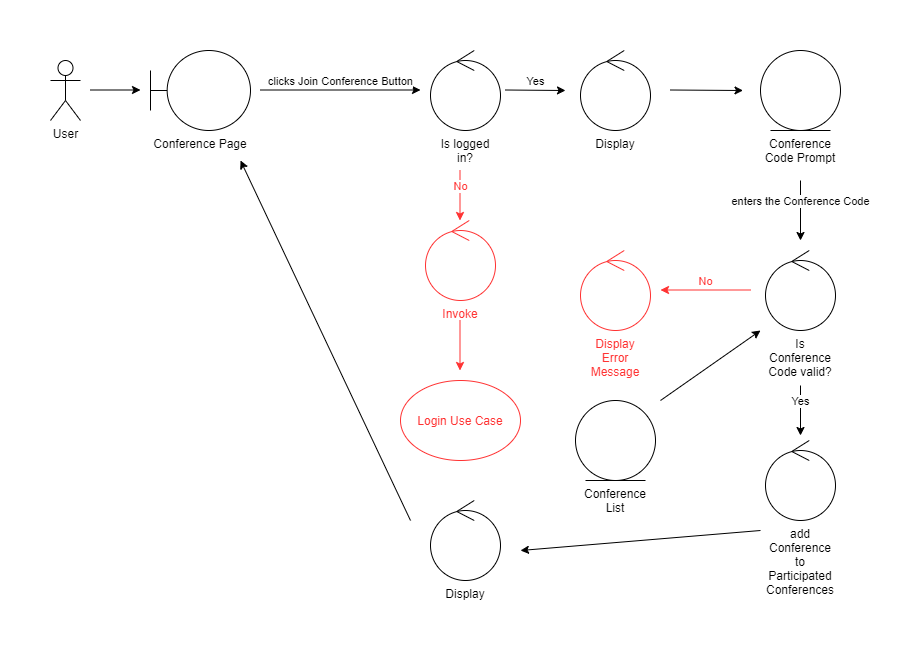 User
Conference Page
clicks Join Conference Button
Is logged
in?
Yes
Display
Conference
Code Prompt
No
enters the Conference Code
Invoke
Login Use Case
No
Display
Error
Message
Is
Conference
Code valid?
Yes
Conference
List
add
Conference
to
Participated
Conferences
Display